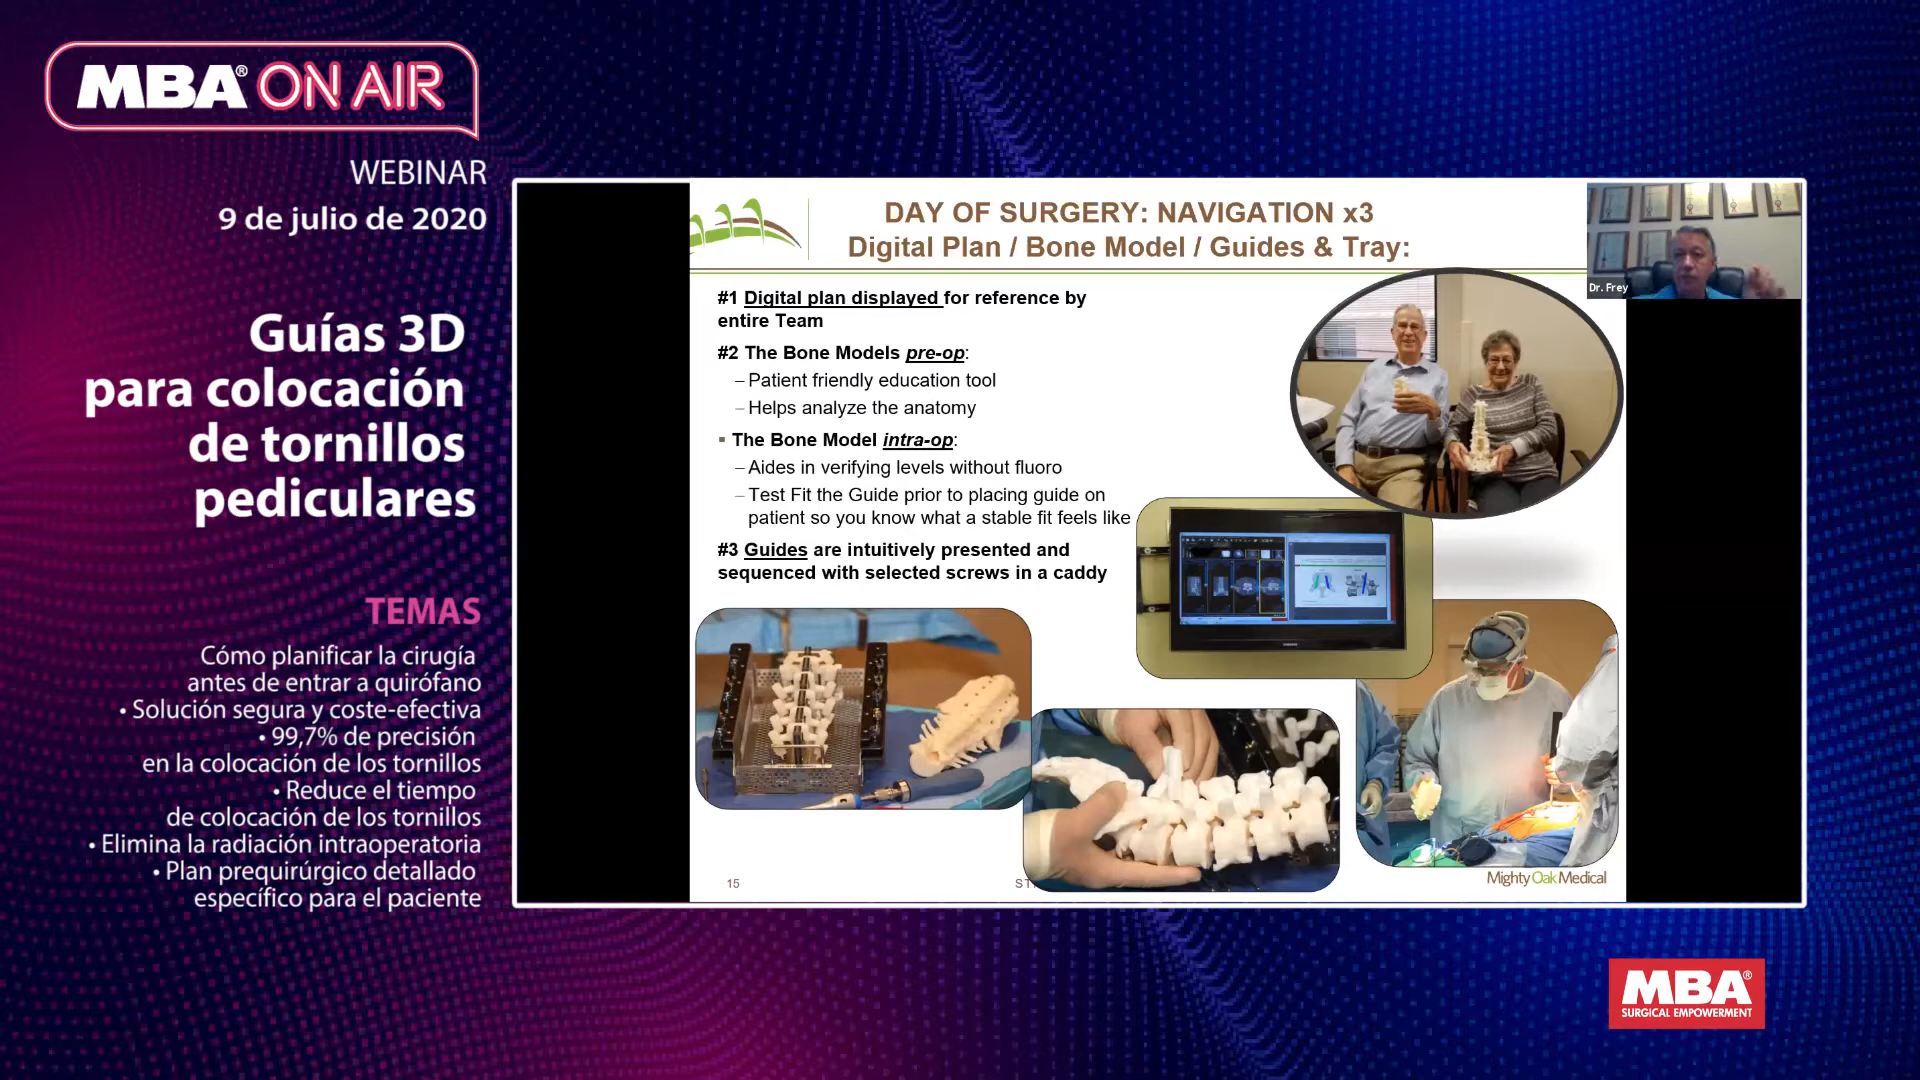 MBA® ON AIR
WEBINAR
9 de julio de 2020
Guías 3D
para colocación
de tornillos
pediculares
TEMAS
Cómo planificar la cirugía
antes de entrar a quirófano
• Solución segura y coste-efectiva
• 99,7% de precisión
en la colocación de los tornillos
• Reduce el tiempo
de colocación de los tornillos
• Elimina la radiación intraoperatoria
• Plan prequirúrgico detallado
específico para el paciente
DAY OF SURGERY: NAVIGATION x3
Digital Plan / Bone Model / Guides & Tray:
#1 Digital plan displayed for reference by
entire Team
#2 The Bone Models pre-op:
– Patient friendly education tool
– Helps analyze the anatomy
▪ The Bone Model intra-op:
– Aides in verifying levels without fluoro
– Test Fit the Guide prior to placing guide on
patient so you know what a stable fit feels like
#3 Guides are intuitively presented and
sequenced with selected screws in a caddy
15
Mighty Oak Medical
Dr. Frey
MBA®
SURGICAL EMPOWERMENT